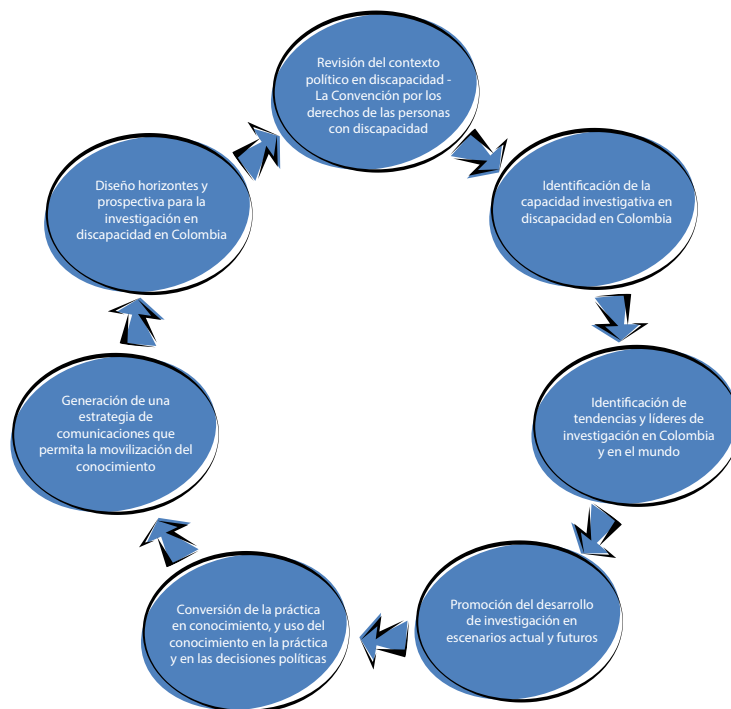 Revisión del contexto
político en discapacidad -
La Convención por los
derechos de las personas
con discapacidad
Identificación de la
capacidad investigativa en
discapacidad en Colombia
Identificación de
tendencias y líderes de
investigación en Colombia
y en el mundo
Promoción del desarrollo
de investigación en
escenarios actual y futuros
Conversión de la práctica
en conocimiento, y uso del
conocimiento en la práctica
y en las decisiones políticas
Generación de una
estrategia de
comunicaciones que
permita la movilización del
conocimiento
Diseño horizontes y
prospectiva para la
investigación en
discapacidad en Colombia